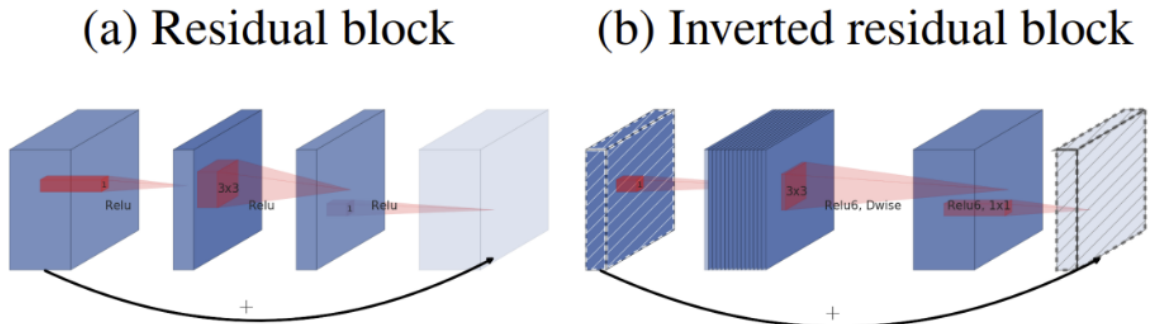 (a) Residual block
(b) Inverted residual block
1
Relu
3x3
Relu
1
Relu
+
1
3x3
Relu6, Dwise
Relu6, 1x1
+